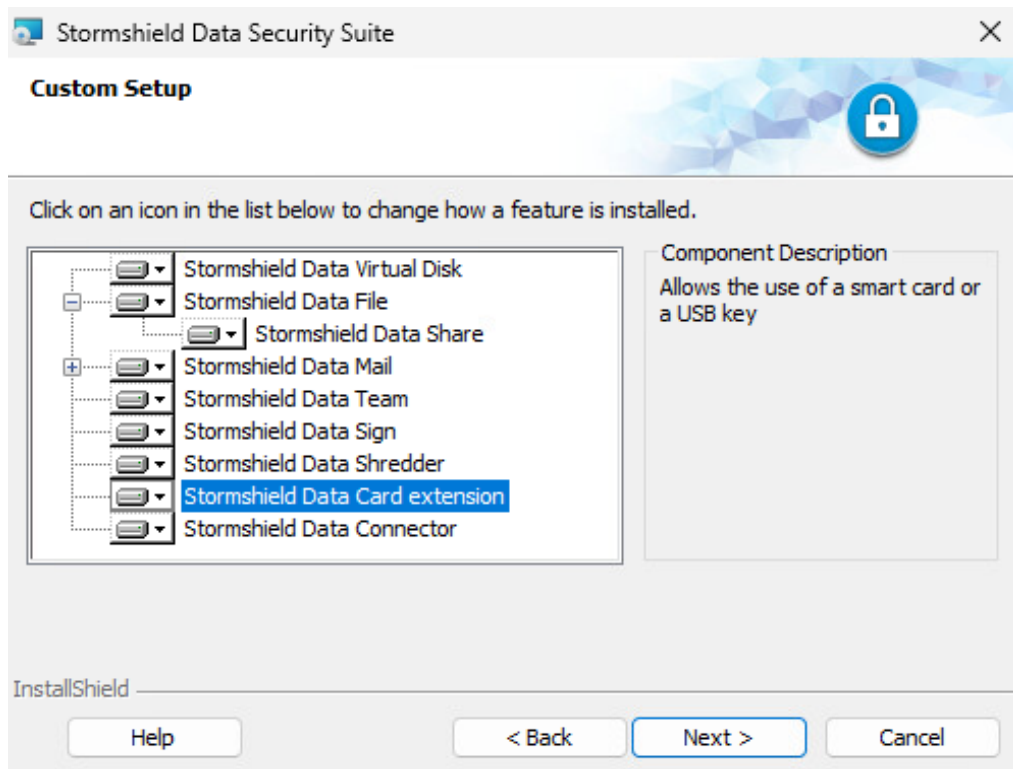 Stormshield Data Security Suite
Custom Setup
Click on an icon in the list below to change how a feature is installed.
Stormshield Data Virtual Disk
Stormshield Data File
Stormshield Data Share
Stormshield Data Mail
Stormshield Data Team
Stormshield Data Sign
Stormshield Data Shredder
Stormshield Data Card extension
Stormshield Data Connector
Component Description
Allows the use of a smart card or
a USB key
InstallShield
Help
< Back
Next >
Cancel